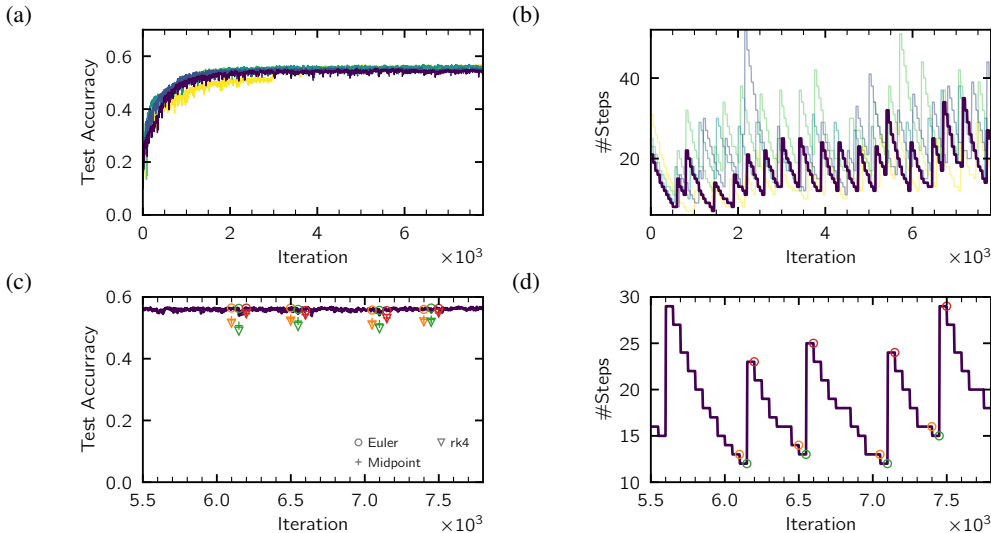 (a)
Test Accurracy
0.6
0.4
0.2
0.0
0 2 4 6
Iteration
×10³
(b)
#Steps
40
20
0 2 4 6
Iteration
×10³
(c)
Test Accurracy
0.6
0.4
0.2
0.0
Euler
rk4
Midpoint
5.5 6.0 6.5 7.0 7.5
Iteration
×10³
(d)
#Steps
30
25
20
15
10
5.5 6.0 6.5 7.0 7.5
Iteration
×10³